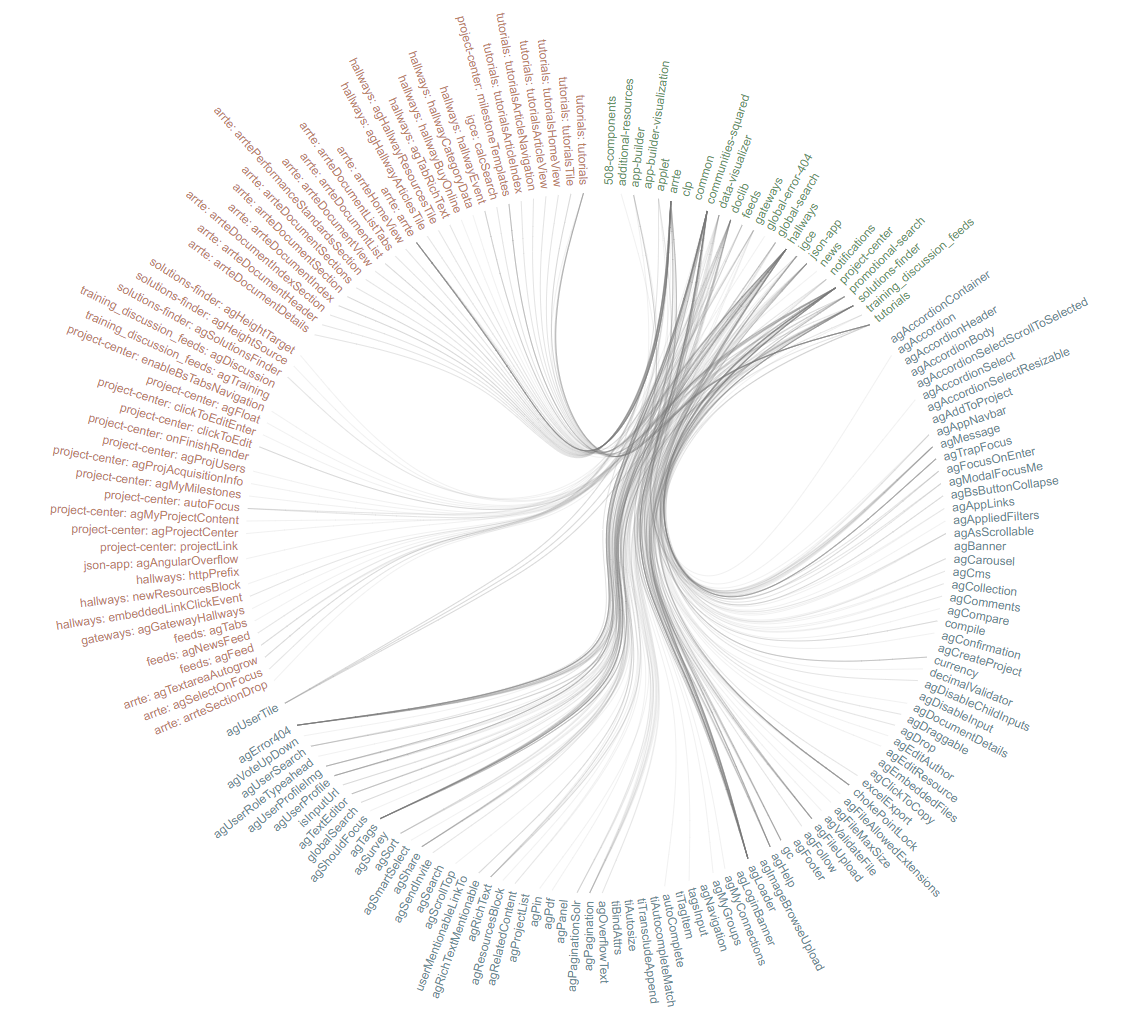 508-components
additional-resources
app-builder
app-builder-visualization
applet
arrte
clp
common
communities-squared
data-visualizer
doclib
feeds
gateways
global-error-404
global-search
hallways
igce
json-app
news
notifications
project-center
promotional-search
solutions-finder
training_discussion_feeds
tutorials
agAccordionContainer
agAccordion
agAccordionHeader
agAccordionBody
agAccordionSelectScrollToSelected
agAccordionSelect
agAccordionSelectResizable
agAddToProject
agAppNavbar
agMessage
agTrapFocus
agFocusOnEnter
agModalFocusMe
agBsButtonCollapse
agAppLinks
agAppliedFilters
agAsScrollable
agBanner
agCarousel
agCms
agCollection
agComments
agCompare
compile
agConfirmation
agCreateProject
currency
decimalValidator
agDisableChildInputs
agDisableInput
agDocumentDetails
agDraggable
agDrop
agEditAuthor
agEditResource
agEmbeddedFiles
agClickToCopy
excelExport
chokePointLock
agFileAllowedExtensions
agFileMaxSize
agValidateFile
agFileUpload
agFollow
agFooter
gc
agHelp
agImageBrowseUpload
agLoader
agLoginBanner
agMyConnections
agMyGroups
agNavigation
tagsInput
tiTagItem
autoComplete
tiAutocompleteMatch
tiTranscludeAppend
tiAutosize
tiBindAttrs
agOverflowText
agPagination
agPaginationSolr
agPanel
agPdf
agPin
agProjectList
agRelatedContent
agResourcesBlock
agRichText
agRichTextMentionable
userMentionableLinkTo
agScrollTop
agSearch
agSendInvite
agShare
agSmartSelect
agSort
agSurvey
agTags
agShouldFocus
globalSearch
agTextEditor
isInputUrl
agUserProfile
agUserProfileImg
agUserRoleTypeahead
agUserSearch
agVoteUpDown
agError404
agUserTile
arrte: arrteSectionDrop
arrte: agSelectOnFocus
arrte: agTextareaAutogrow
feeds: agFeed
feeds: agNewsFeed
feeds: agTabs
gateways: agGatewayHallways
hallways: embeddedLinkClickEvent
hallways: newResourcesBlock
hallways: httpPrefix
json-app: agAngularOverflow
project-center: projectLink
project-center: agProjectCenter
project-center: agMyProjectContent
project-center: autoFocus
project-center: agMyMilestones
project-center: agProjAcquisitionInfo
project-center: agProjUsers
project-center: onFinishRender
project-center: clickToEdit
project-center: clickToEditEnter
project-center: agFloat
project-center: enableBsTabsNavigation
training_discussion_feeds: agTraining
training_discussion_feeds: agDiscussion
solutions-finder: agSolutionsFinder
solutions-finder: agHeightSource
solutions-finder: agHeightTarget
arrte: arrteDocumentDetails
arrte: arrteDocumentHeader
arrte: arrteDocumentIndexSection
arrte: arrteDocumentIndex
arrte: arrteDocumentSection
arrte: arrteDocumentSections
arrte: arrtePerformanceStandardsSection
arrte: arrteDocumentView
arrte: arrteDocumentList
arrte: arrteDocumentListTabs
arrte: arrteHomeView
arrte: arrte
hallways: agHallwayArticlesTile
hallways: agHallwayResourcesTile
hallways: agTabRichText
hallways: hallwayBuyOnline
hallways: hallwayCategoryData
hallways: hallwayEvent
igce: calcSearch
project-center: milestoneTemplates
tutorials: tutorialsArticleIndex
tutorials: tutorialsArticleNavigation
tutorials: tutorialsArticleView
tutorials: tutorialsHomeView
tutorials: tutorialsTile
tutorials: tutorials